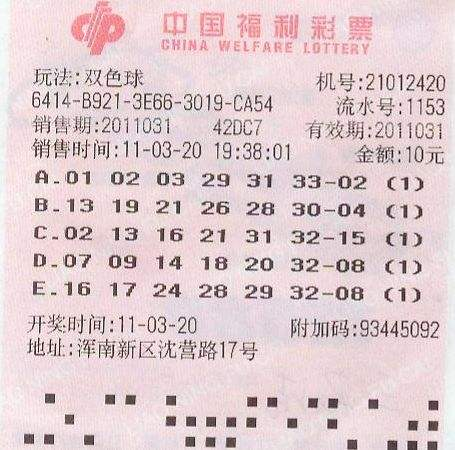 中国福利彩票
CHINA WELFARE LOTTERY
玩法:双色球 机号:21012420
6414-B921-3E66-3019-CA54 流水号:1153
销售期:2011031 42DC7 有效期:2011031
销售时间:11-03-20 19:38:01 金额:10元
A.01 02 03 29 31 33-02 (1)
B.13 19 21 26 28 30-04 (1)
C.02 13 16 21 31 32-15 (1)
D.07 09 14 18 20 32-08 (1)
E.16 17 24 28 29 32-08 (1)
开奖时间:11-03-20 附加码:93445092
地址:浑南新区沈营路17号